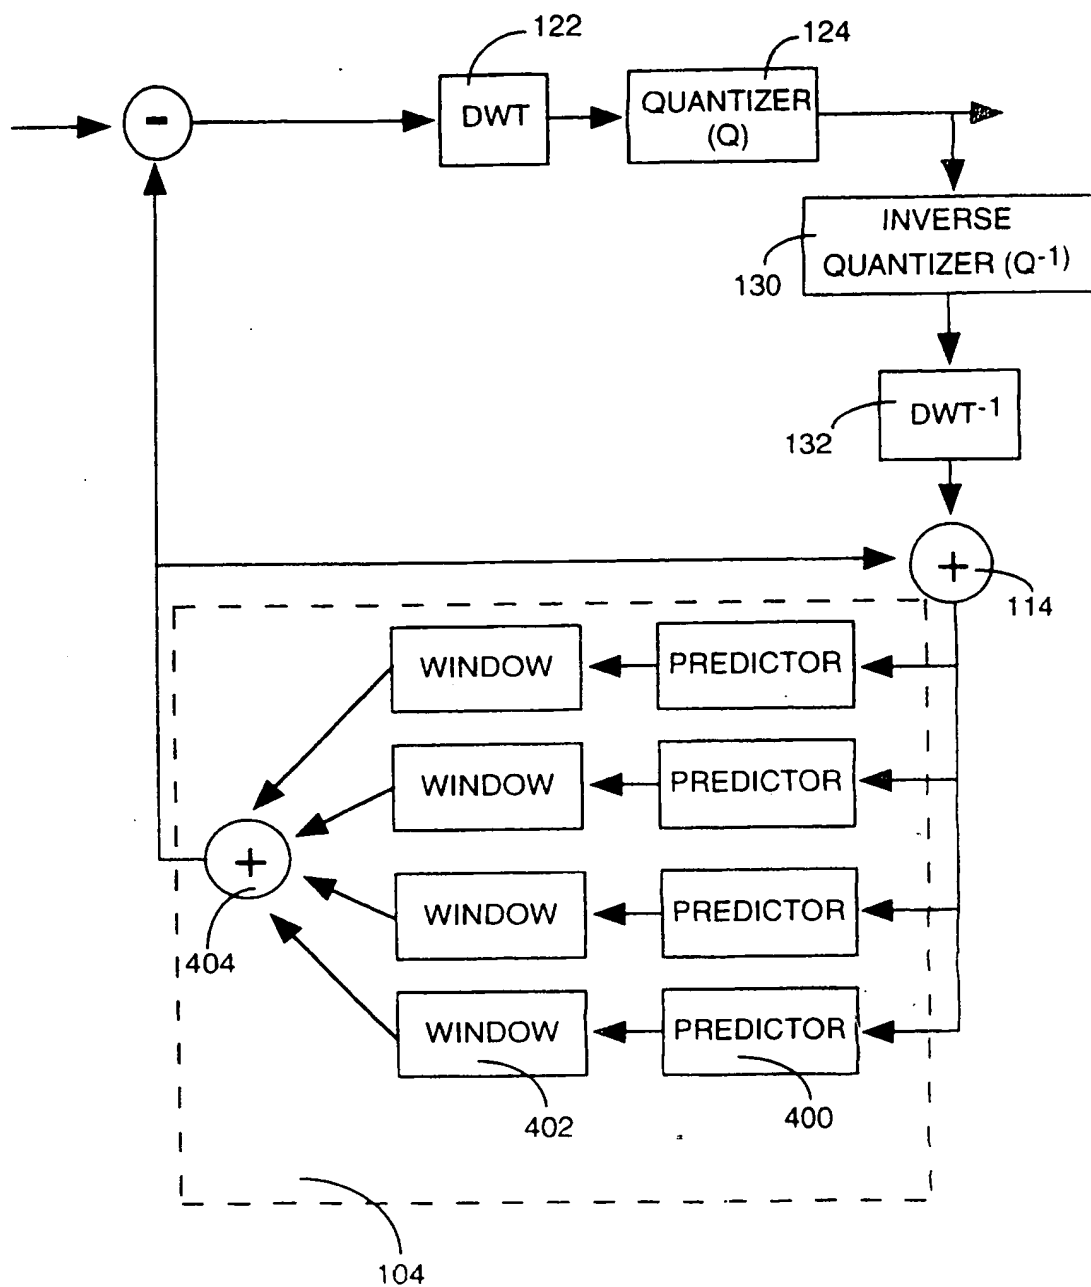 122
124
-
DWT
QUANTIZER
(Q)
INVERSE
QUANTIZER (Q-1)
130
DWT-1
132
+
114
WINDOW
PREDICTOR
WINDOW
PREDICTOR
+
404
WINDOW
PREDICTOR
WINDOW
PREDICTOR
402
400
104